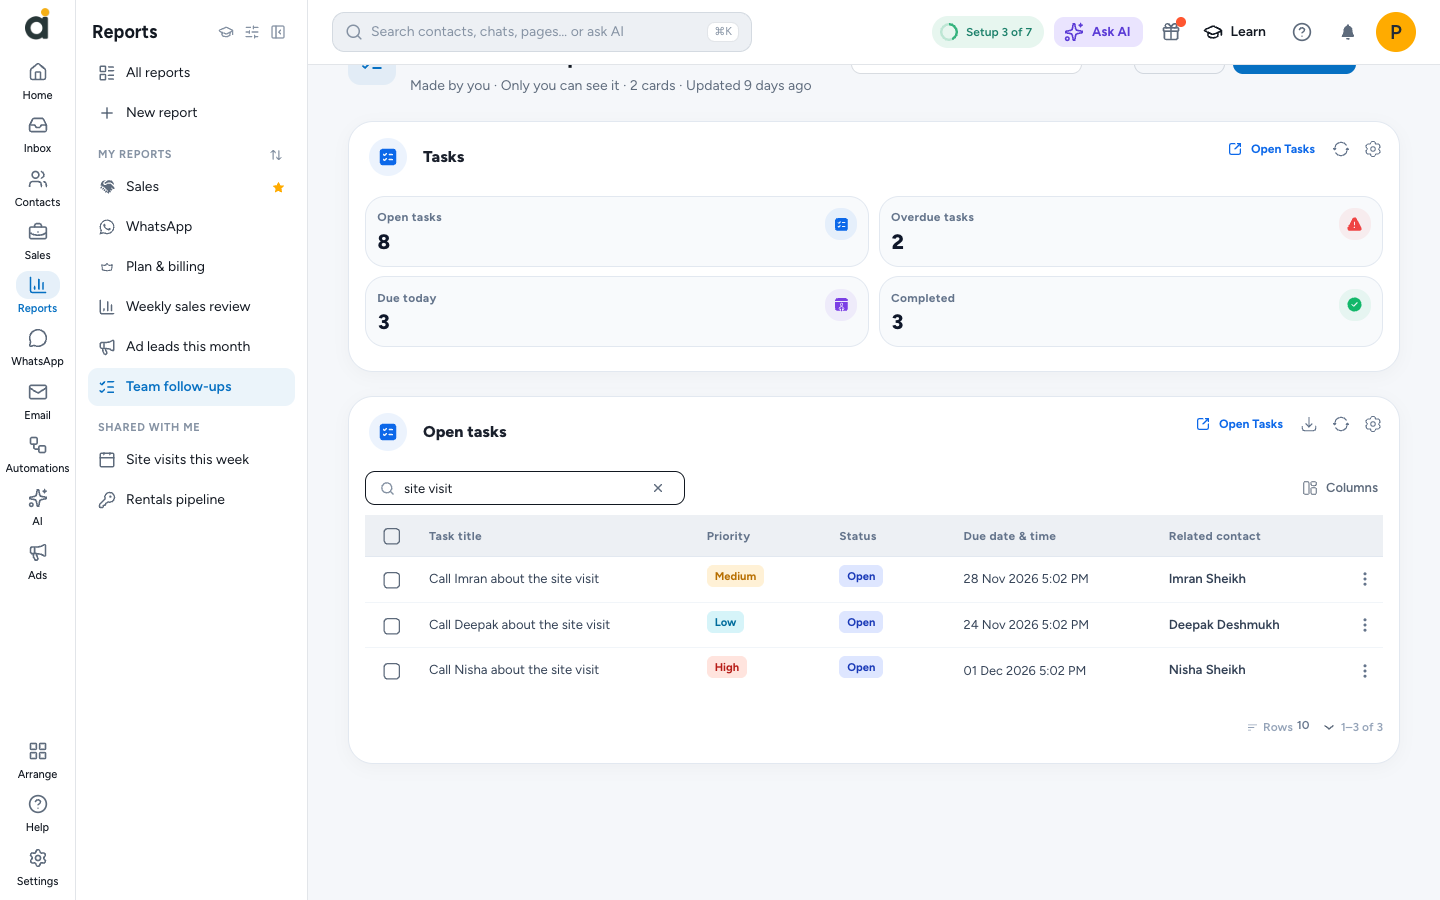 Reports
Search contacts, chats, pages... or ask AI
⌘K
Setup 3 of 7
Ask AI
Learn
P
Home
Inbox
Contacts
Sales
Reports
WhatsApp
Email
Automations
AI
Ads
Arrange
Help
Settings
All reports
New report
MY REPORTS
Sales
WhatsApp
Plan & billing
Weekly sales review
Ad leads this month
Team follow-ups
SHARED WITH ME
Site visits this week
Rentals pipeline
Made by you · Only you can see it · 2 cards · Updated 9 days ago
Tasks
Open Tasks
Open tasks
8
Overdue tasks
2
Due today
3
Completed
3
Open tasks
Open Tasks
site visit
Columns
Task title Priority Status Due date & time Related contact
Call Imran about the site visit Medium Open 28 Nov 2026 5:02 PM Imran Sheikh
Call Deepak about the site visit Low Open 24 Nov 2026 5:02 PM Deepak Deshmukh
Call Nisha about the site visit High Open 01 Dec 2026 5:02 PM Nisha Sheikh
Rows 10 1–3 of 3